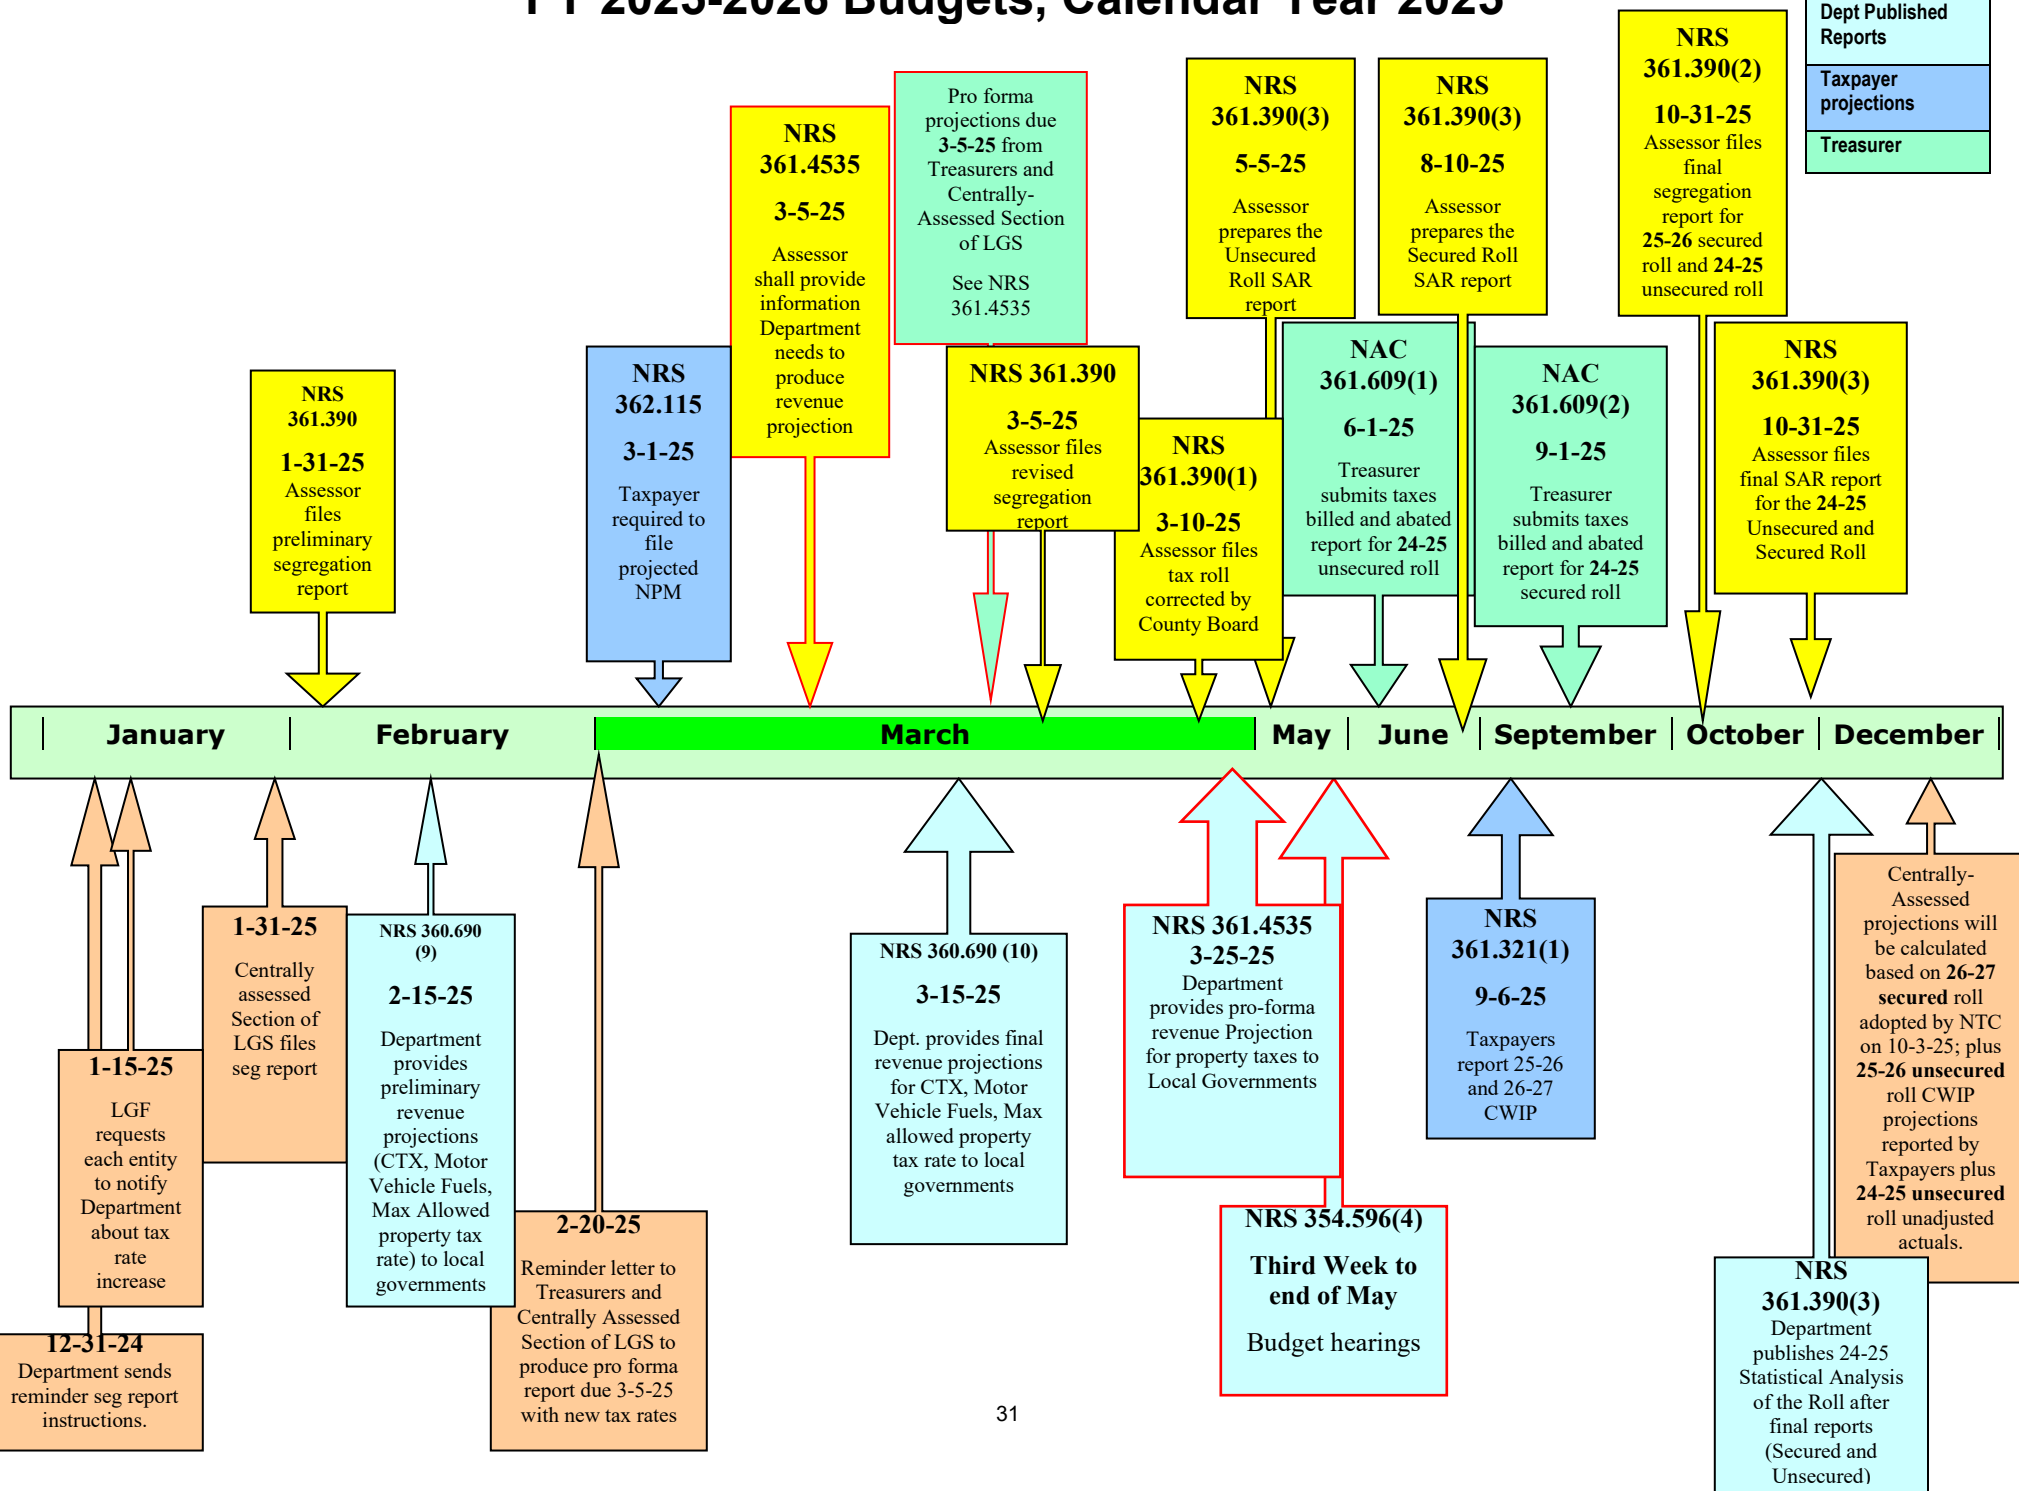 FY 2025-2026 Budgets, Calendar Year 2025
Dept Published
Reports
Taxpayer
projections
Treasurer
NRS
361.390
1-31-25
Assessor
files
preliminary
segregation
report
NRS
362.115
3-1-25
Taxpayer
required to
file
projected
NPM
NRS
361.4535
3-5-25
Assessor
shall provide
information
Department
needs to
produce
revenue
projection
Pro forma
projections due
3-5-25 from
Treasurers and
Centrally-
Assessed Section
of LGS
See NRS
361.4535
NRS 361.390
3-5-25
Assessor files
revised
segregation
report
NRS
361.390(1)
3-10-25
Assessor files
tax roll
corrected by
County Board
NRS
361.390(3)
5-5-25
Assessor
prepares the
Unsecured
Roll SAR
report
NAC
361.609(1)
6-1-25
Treasurer
submits taxes
billed and abated
report for 24-25
unsecured roll
NRS
361.390(3)
8-10-25
Assessor
prepares the
Secured Roll
SAR report
NAC
361.609(2)
9-1-25
Treasurer
submits taxes
billed and abated
report for 24-25
secured roll
NRS
361.390(2)
10-31-25
Assessor files
final
segregation
report for
25-26 secured
roll and 24-25
unsecured roll
NRS
361.390(3)
10-31-25
Assessor files
final SAR report
for the 24-25
Unsecured and
Secured Roll
January February March May June September October December
12-31-24
Department sends
reminder seg report
instructions.
1-15-25
LGF
requests
each entity
to notify
Department
about tax
rate
increase
1-31-25
Centrally
assessed
Section of
LGS files
seg report
NRS 360.690
(9)
2-15-25
Department
provides
preliminary
revenue
projections
(CTX, Motor
Vehicle Fuels,
Max Allowed
property tax
rate) to local
governments
2-20-25
Reminder letter to
Treasurers and
Centrally Assessed
Section of LGS to
produce pro forma
report due 3-5-25
with new tax rates
NRS 360.690 (10)
3-15-25
Dept. provides final
revenue projections
for CTX, Motor
Vehicle Fuels, Max
allowed property
tax rate to local
governments
NRS 361.4535
3-25-25
Department
provides pro-forma
revenue Projection
for property taxes to
Local Governments
NRS 354.596(4)
Third Week to
end of May
Budget hearings
NRS
361.321(1)
9-6-25
Taxpayers
report 25-26
and 26-27
CWIP
Centrally-
Assessed
projections will
be calculated
based on 26-27
secured roll
adopted by NTC
on 10-3-25; plus
25-26 unsecured
roll CWIP
projections
reported by
Taxpayers plus
24-25 unsecured
roll unadjusted
actuals.
NRS
361.390(3)
Department
publishes 24-25
Statistical Analysis
of the Roll after
final reports
(Secured and
Unsecured)
31